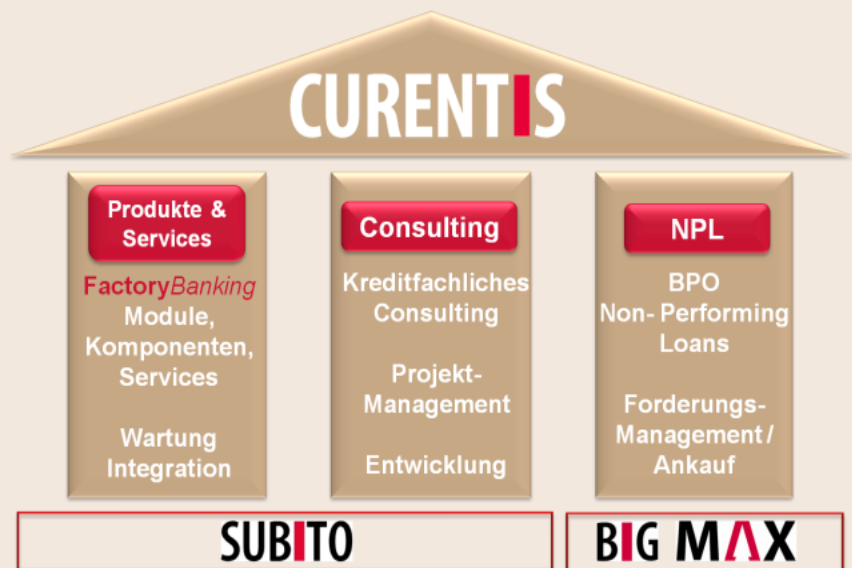 CURENTIS
Produkte &
Services
FactoryBanking
Module,
Komponenten,
Services
Wartung
Integration
Consulting
Kreditfachliches
Consulting
Projekt-
Management
Entwicklung
NPL
BPO
Non- Performing
Loans
Forderungs-
Management /
Ankauf
SUBITO
BIG MAX